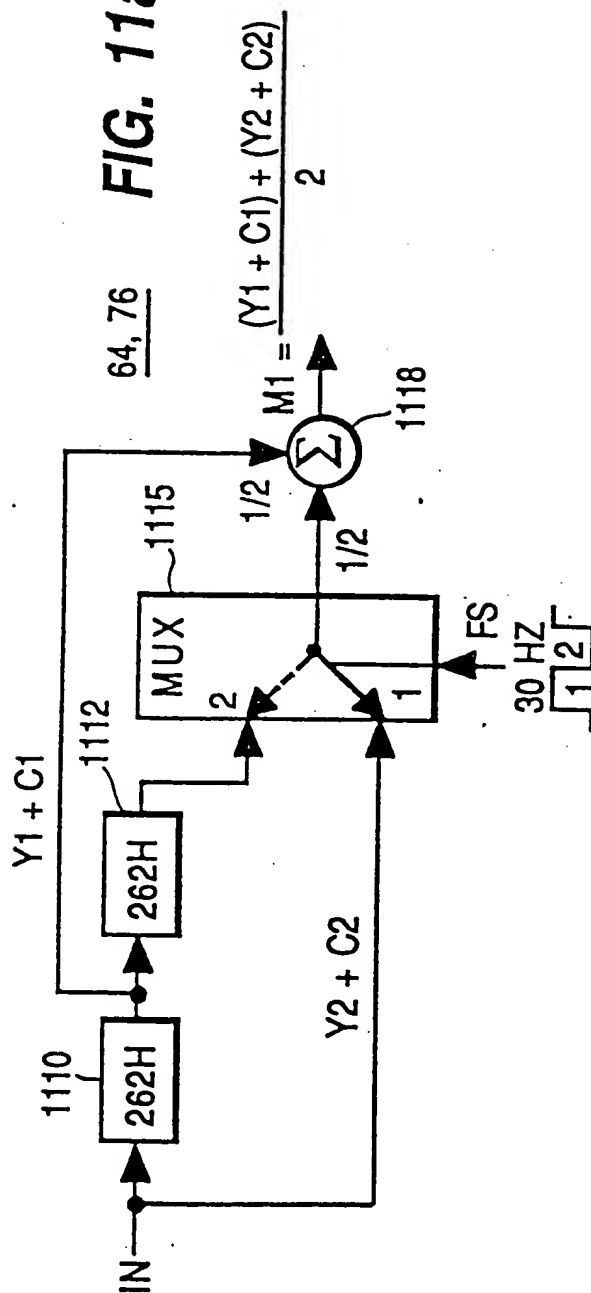 FIG. 11a
64, 76
M1 = (Y1 + C1) + (Y2 + C2)
2
Y1 + C1
1110
262H
1112
262H
1115
MUX
2
1
1/2
1/2
Σ
1118
IN
Y2 + C2
FS
30 HZ
1
2